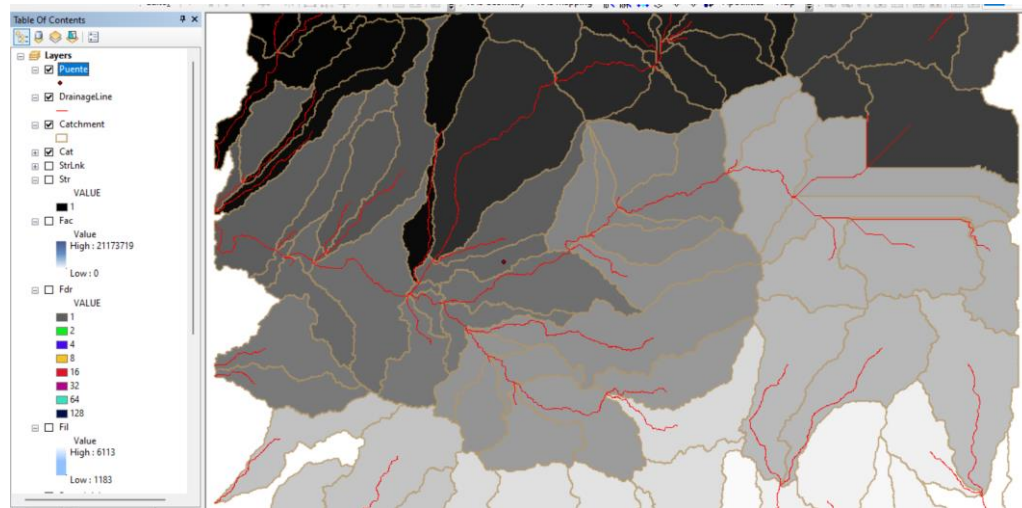 Table Of Contents
Layers
Puente
DrainageLine
Catchment
Cat
StrLnk
Str
VALUE
1
Fac
Value
High : 21173719
Low : 0
Fdr
VALUE
1
2
4
8
16
32
64
128
Fil
Value
High : 6113
Low : 1183